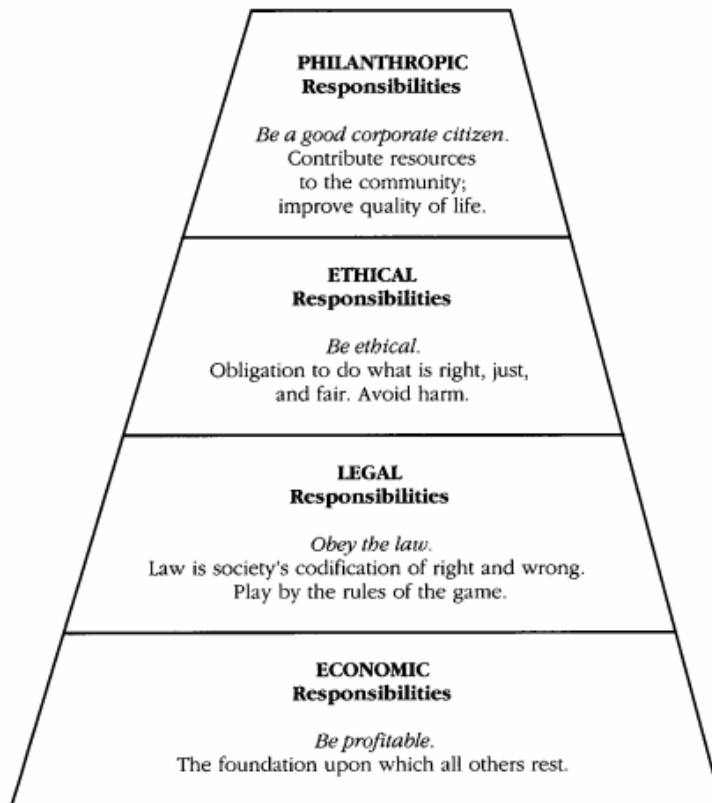 PHILANTHROPIC
Responsibilities
Be a good corporate citizen.
Contribute resources
to the community;
improve quality of life.
ETHICAL
Responsibilities
Be ethical.
Obligation to do what is right, just,
and fair. Avoid harm.
LEGAL
Responsibilities
Obey the law.
Law is society's codification of right and wrong.
Play by the rules of the game.
ECONOMIC
Responsibilities
Be profitable.
The foundation upon which all others rest.